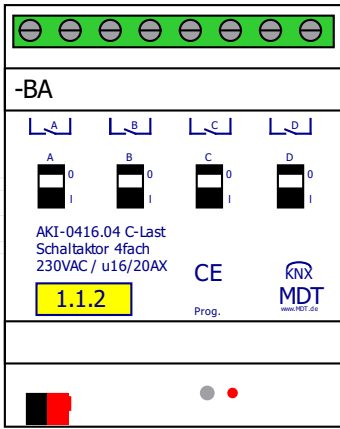 -BA
A B C D
A B C D
0 0 0 0
I I I I
AKI-0416.04 C-Last
Schaltaktor 4fach
230VAC / u16/20AX
1.1.2
CE
Prog.
KNX
MDT
www.MDT.de